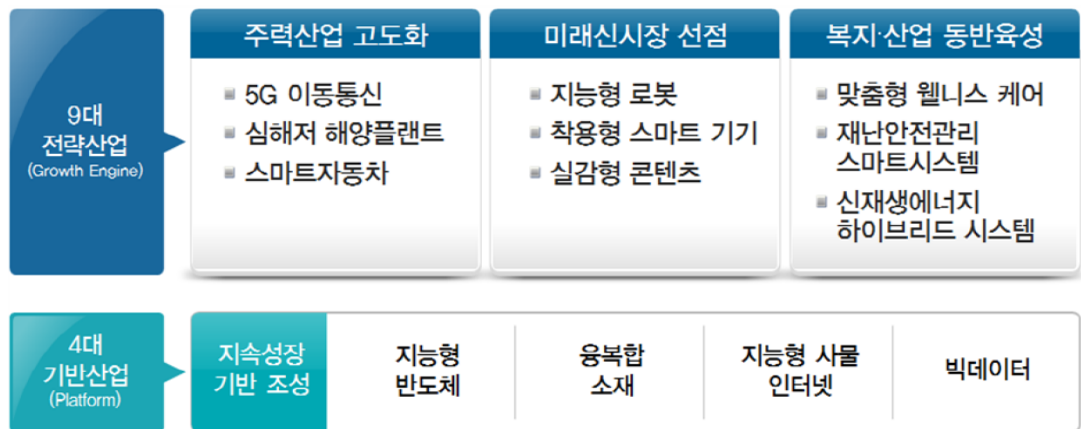 9대
전략산업
(Growth Engine)
주력산업 고도화
5G 이동통신
심해저 해양플랜트
스마트자동차
미래신시장 선점
지능형 로봇
착용형 스마트 기기
실감형 콘텐츠
복지·산업 동반육성
맞춤형 웰니스 케어
재난안전관리
스마트시스템
신재생에너지
하이브리드 시스템
4대
기반산업
(Platform)
지속성장
기반 조성
지능형
반도체
융복합
소재
지능형 사물
인터넷
빅데이터